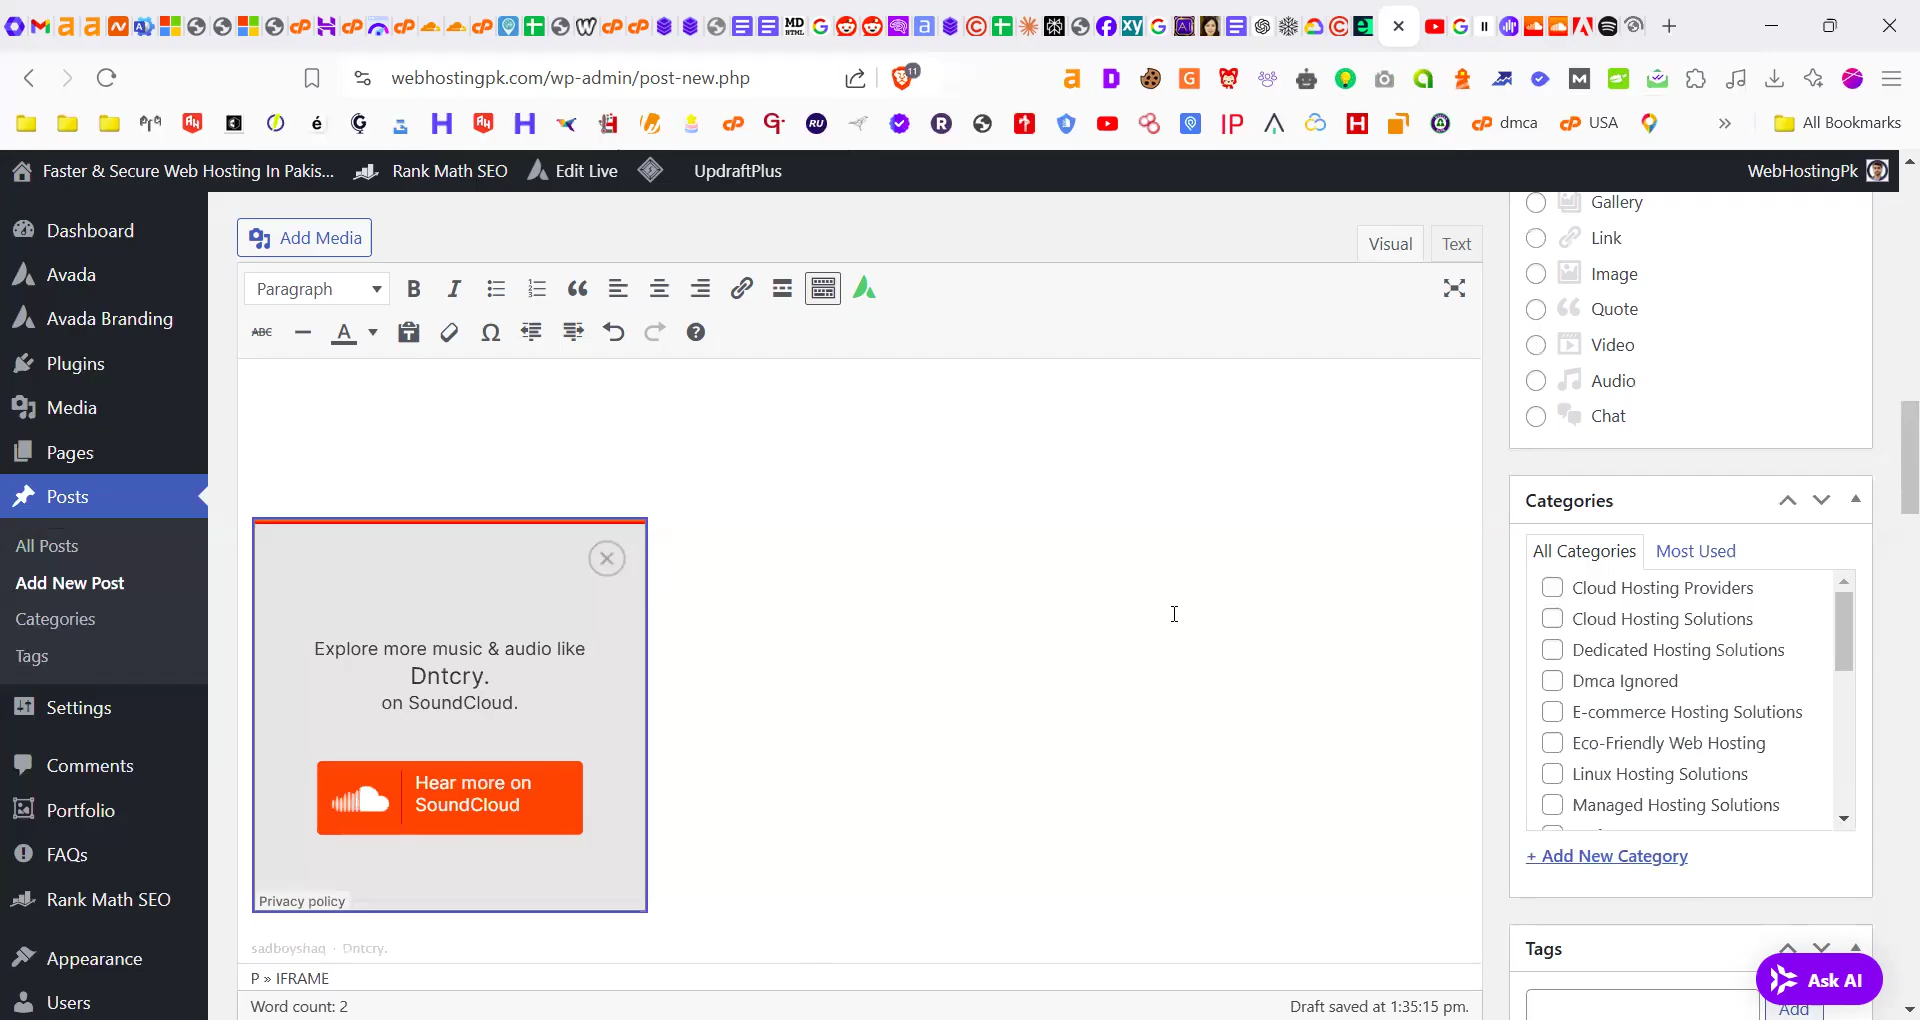 webhostingpk.com/wp-admin/post-new.php
11
dmca
USA
All Bookmarks
Faster & Secure Web Hosting In Pakis...
Rank Math SEO
Edit Live
UpdraftPlus
WebHostingPk
Dashboard
Avada
Avada Branding
Plugins
Media
Pages
Posts
All Posts
Add New Post
Categories
Tags
Settings
Comments
Portfolio
FAQs
Rank Math SEO
Appearance
Users
Add Media
Visual
Text
Paragraph
Explore more music & audio like
Dntcry.
on SoundCloud.
Hear more on
SoundCloud
Privacy policy
sadboyshaq · Dntcry.
P » IFRAME
Word count: 2
Draft saved at 1:35:15 pm.
Gallery
Link
Image
Quote
Video
Audio
Chat
Categories
All Categories
Most Used
Cloud Hosting Providers
Cloud Hosting Solutions
Dedicated Hosting Solutions
Dmca Ignored
E-commerce Hosting Solutions
Eco-Friendly Web Hosting
Linux Hosting Solutions
Managed Hosting Solutions
+ Add New Category
Tags
Add
Ask AI